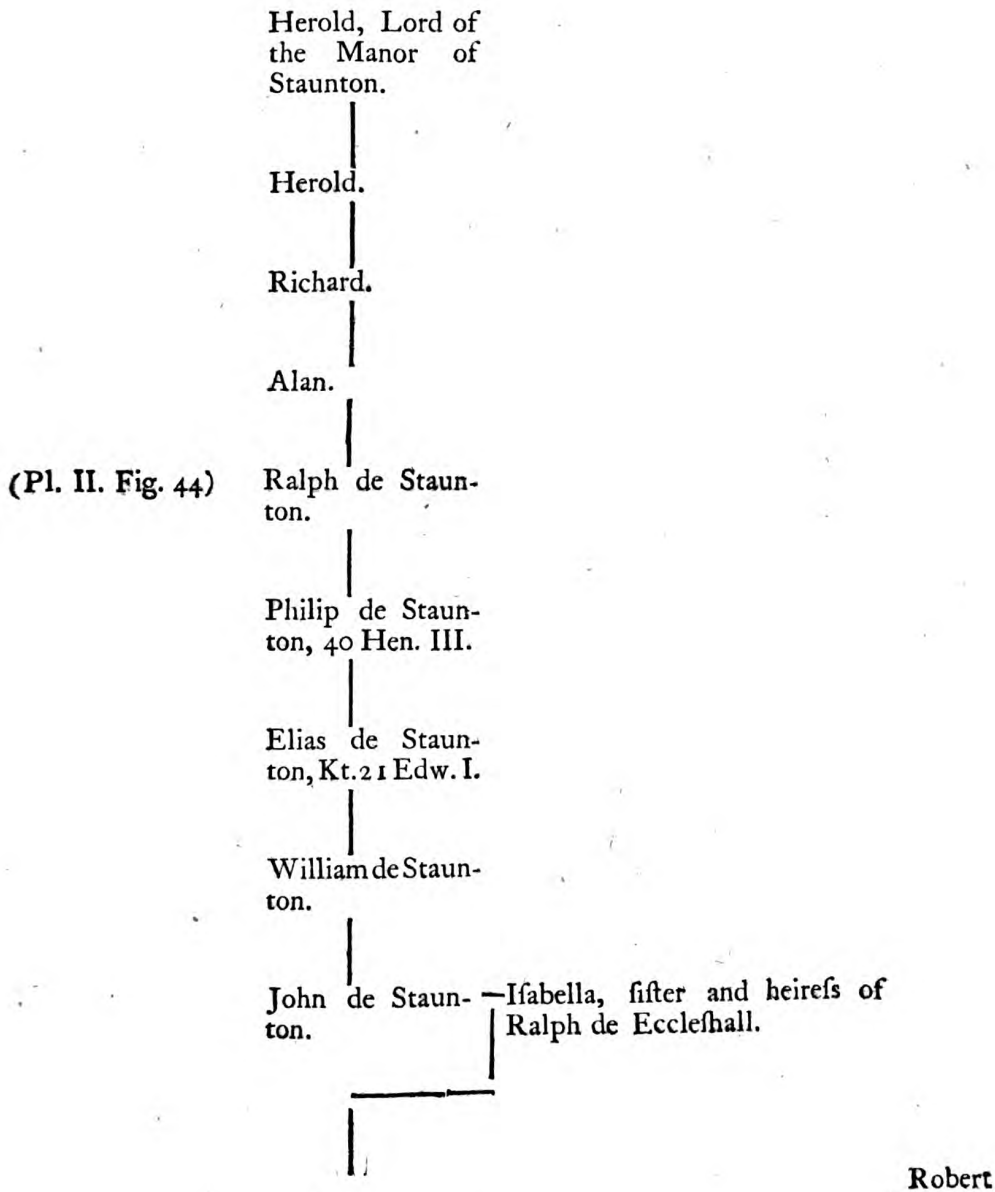 Herold, Lord of
the Manor of
Staunton.
Herold.
Richard.
Alan.
(Pl. II. Fig. 44) Ralph de Staun-
ton.
Philip de Staun-
ton, 40 Hen. III.
Elias de Staun-
ton, Kt. 21 Edw. I.
William de Staun-
ton.
John de Staun- —Iſabella, ſiſter and heireſs of
ton. Ralph de Eccleſhall.
Robert